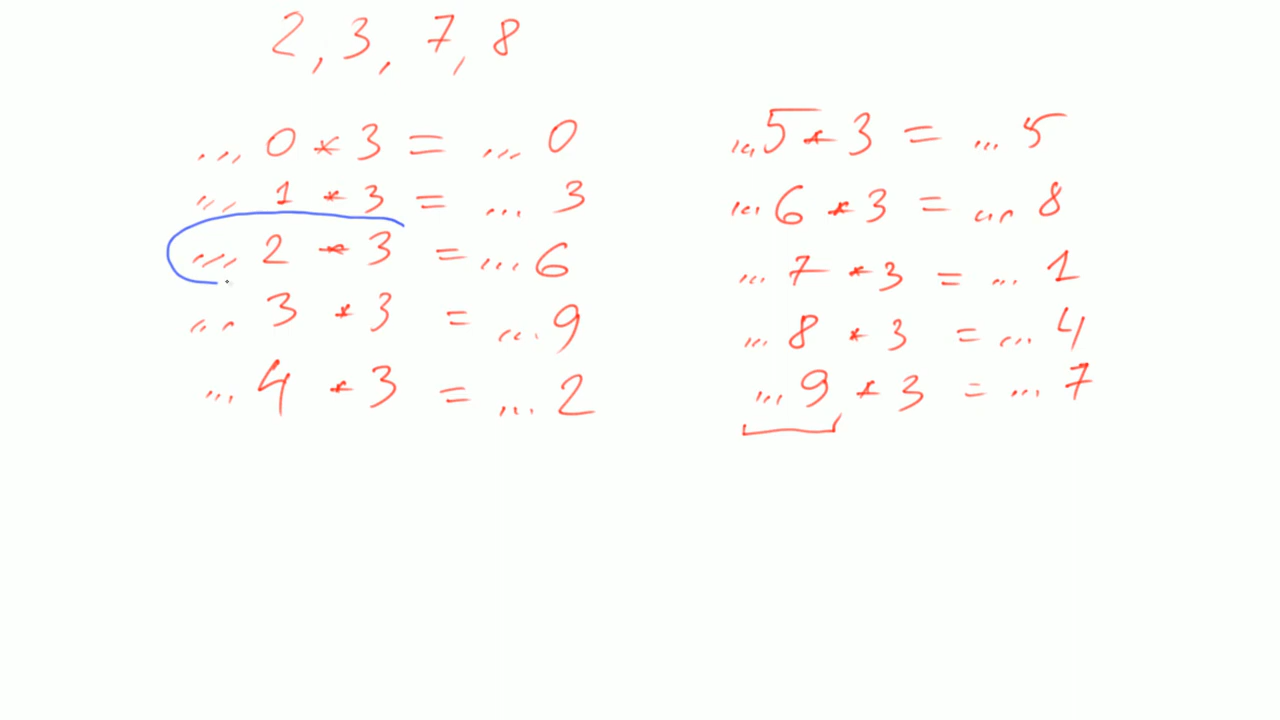 2, 3, 7, 8
...0 * 3 = ...0
...1 * 3 = ...3
...2 * 3 = ...6
...3 * 3 = ...9
...4 * 3 = ...2
...5 * 3 = ...5
...6 * 3 = ...8
...7 * 3 = ...1
...8 * 3 = ...4
...9 * 3 = ...7